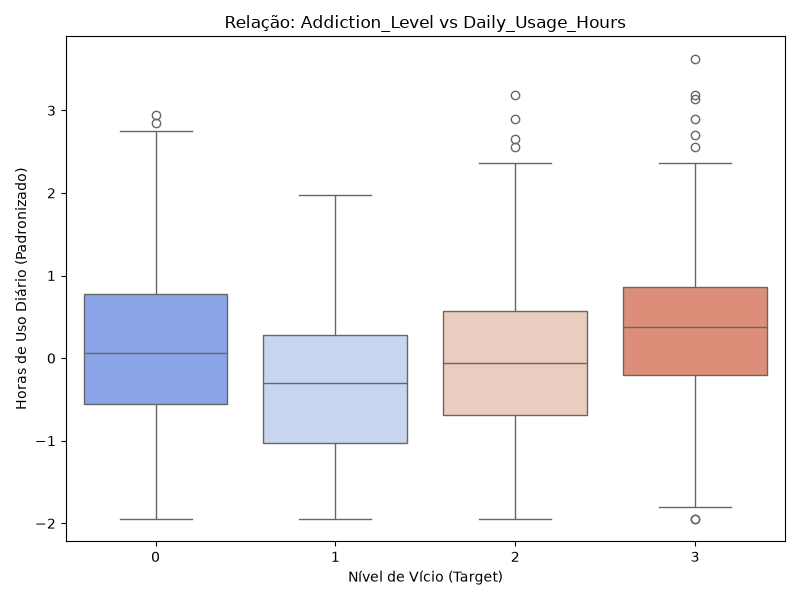 Relação: Addiction_Level vs Daily_Usage_Hours
Horas de Uso Diário (Padronizado)
3
2
1
0
−1
−2
0 1 2 3
Nível de Vício (Target)